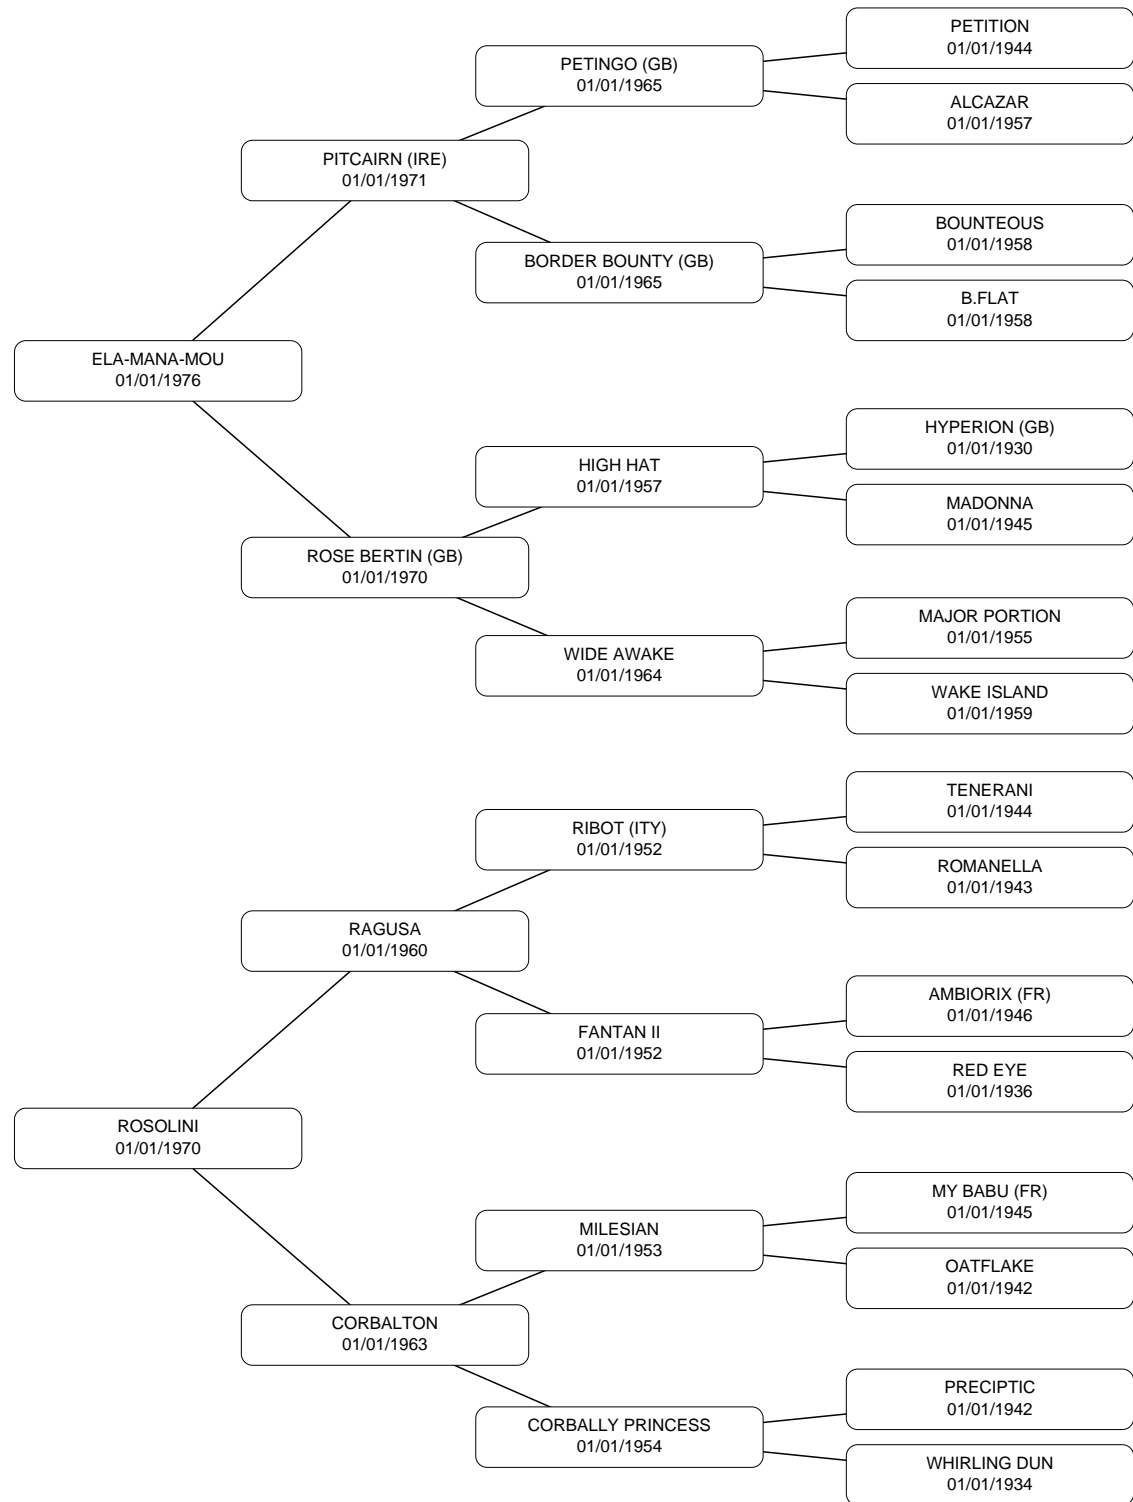 PETITION
01/01/1944
PETINGO (GB)
01/01/1965
ALCAZAR
01/01/1957
PITCAIRN (IRE)
01/01/1971
BOUNTEOUS
01/01/1958
BORDER BOUNTY (GB)
01/01/1965
B.FLAT
01/01/1958
ELA-MANA-MOU
01/01/1976
HYPERION (GB)
01/01/1930
HIGH HAT
01/01/1957
MADONNA
01/01/1945
ROSE BERTIN (GB)
01/01/1970
MAJOR PORTION
01/01/1955
WIDE AWAKE
01/01/1964
WAKE ISLAND
01/01/1959
TENERANI
01/01/1944
RIBOT (ITY)
01/01/1952
ROMANELLA
01/01/1943
RAGUSA
01/01/1960
AMBIORIX (FR)
01/01/1946
FANTAN II
01/01/1952
RED EYE
01/01/1936
ROSOLINI
01/01/1970
MY BABU (FR)
01/01/1945
MILESIAN
01/01/1953
OATFLAKE
01/01/1942
CORBALTON
01/01/1963
PRECIPTIC
01/01/1942
CORBALLY PRINCESS
01/01/1954
WHIRLING DUN
01/01/1934